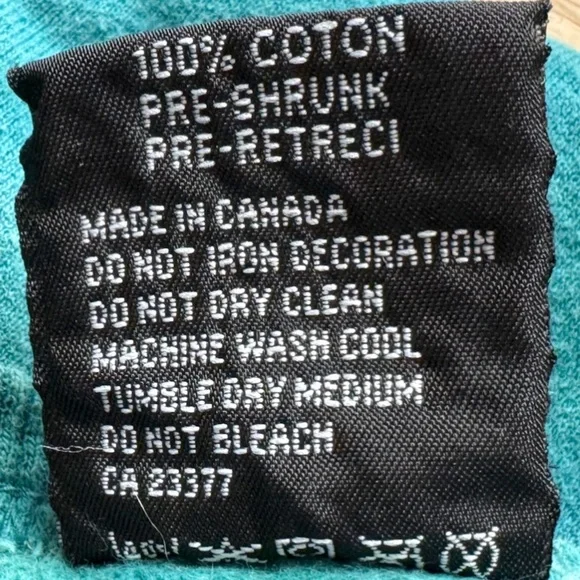 100% COTON
PRE-SHRUNK
PRE-RETRECI
MADE IN CANADA
DO NOT IRON DECORATION
DO NOT DRY CLEAN
MACHINE WASH COOL
TUMBLE DRY MEDIUM
DO NOT BLEACH
CA 23377